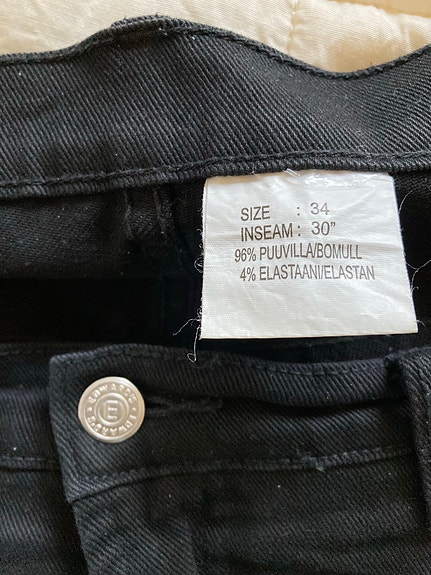 SIZE : 34
INSEAM : 30"
96% PUUVILLA/BOMULL
4% ELASTAANI/ELASTAN
E